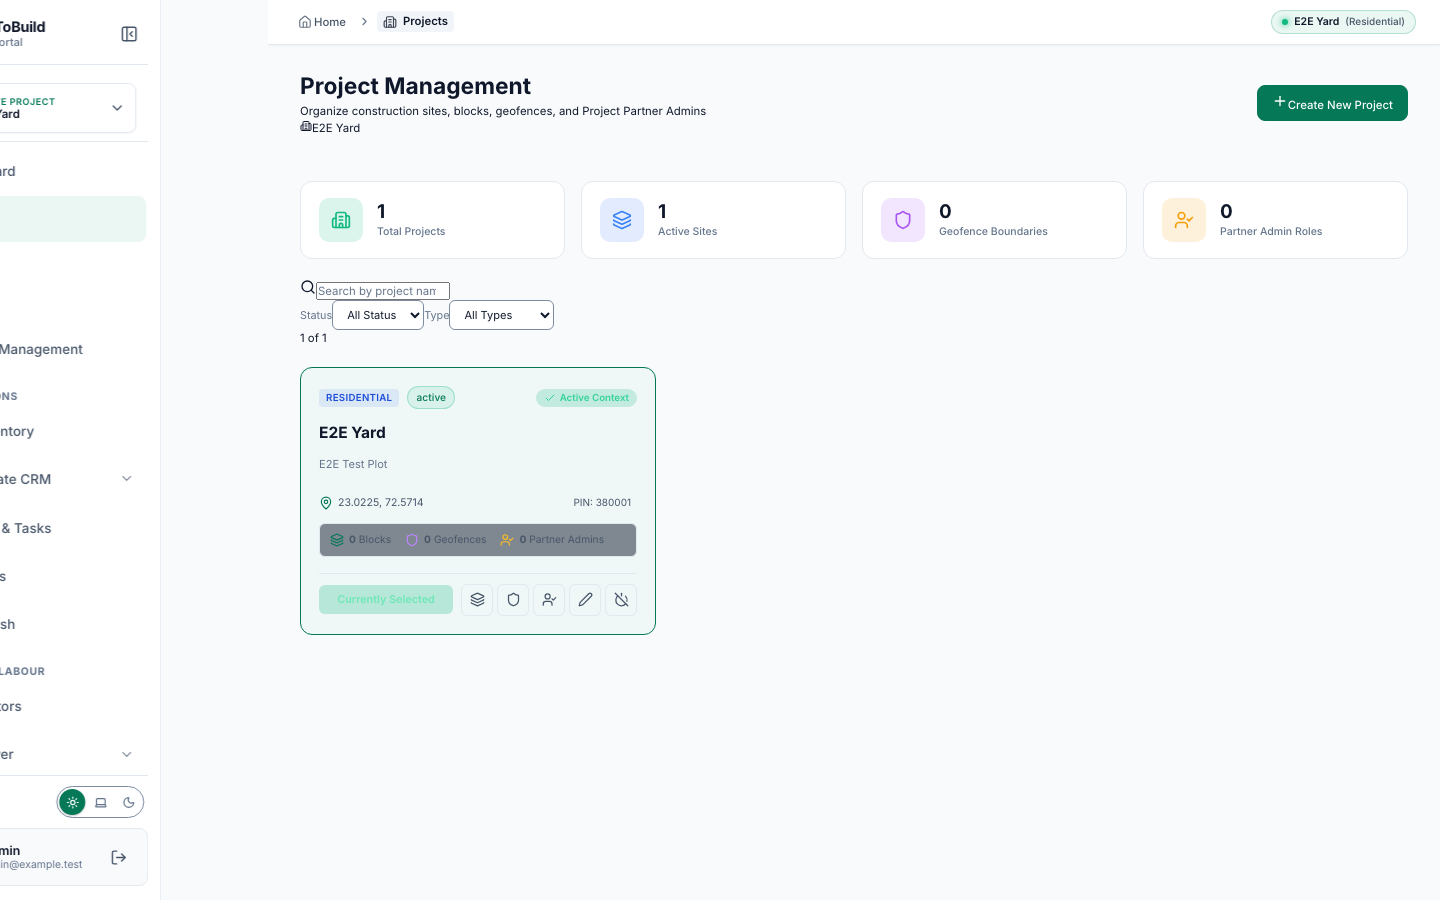 ToBuild
ortal
E PROJECT
Yard
ard
Management
ONS
ntory
ate CRM
& Tasks
s
sh
LABOUR
tors
er
min
in@example.test
Home
Projects
E2E Yard (Residential)
Project Management
Organize construction sites, blocks, geofences, and Project Partner Admins
E2E Yard
Create New Project
1
Total Projects
1
Active Sites
0
Geofence Boundaries
0
Partner Admin Roles
Search by project nam
Status All Status Type All Types
1 of 1
RESIDENTIAL active Active Context
E2E Yard
E2E Test Plot
23.0225, 72.5714 PIN: 380001
0 Blocks 0 Geofences 0 Partner Admins
Currently Selected